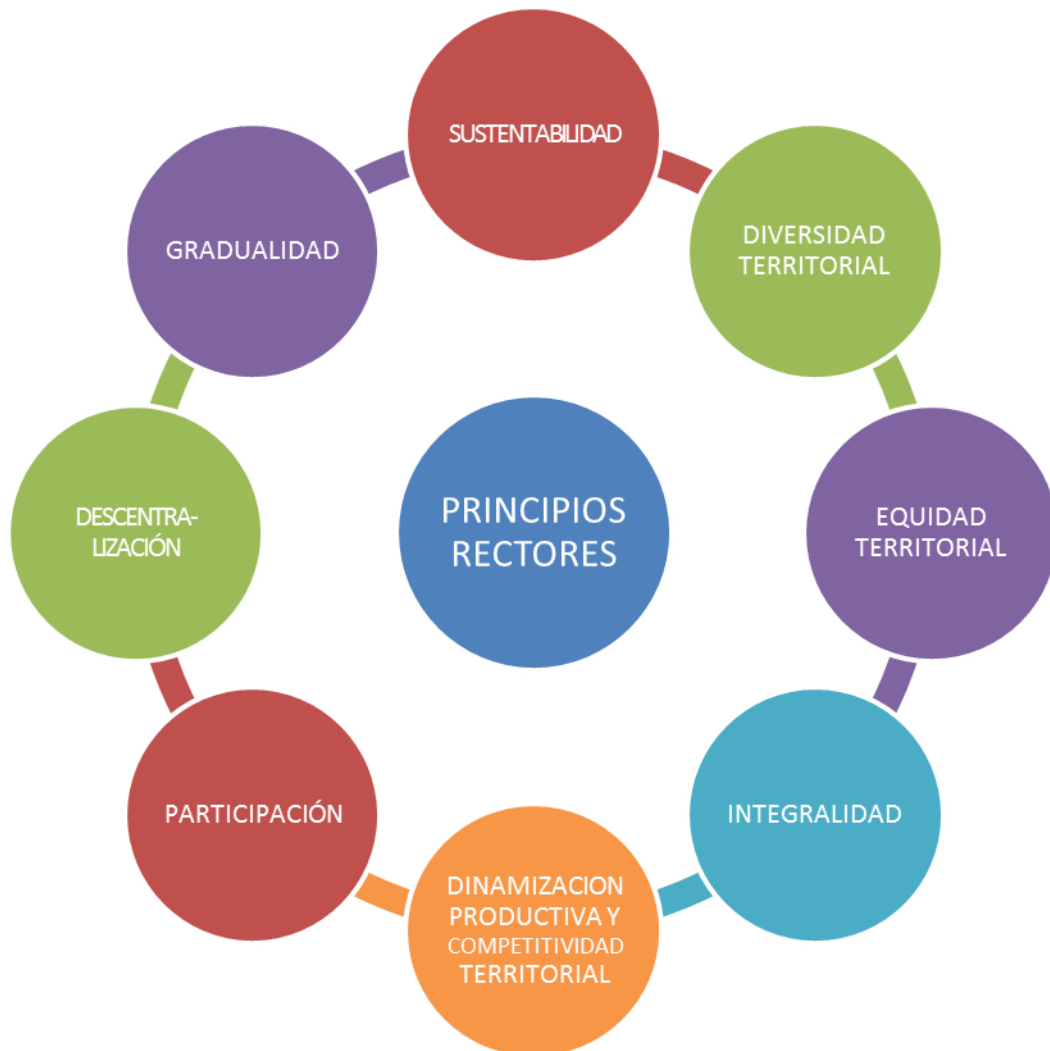 SUSTENTABILIDAD
DIVERSIDAD
TERRITORIAL
EQUIDAD
TERRITORIAL
INTEGRALIDAD
DINAMIZACION
PRODUCTIVA Y
COMPETITIVIDAD
TERRITORIAL
PARTICIPACIÓN
DESCENTRA-
LIZACIÓN
GRADUALIDAD
PRINCIPIOS
RECTORES